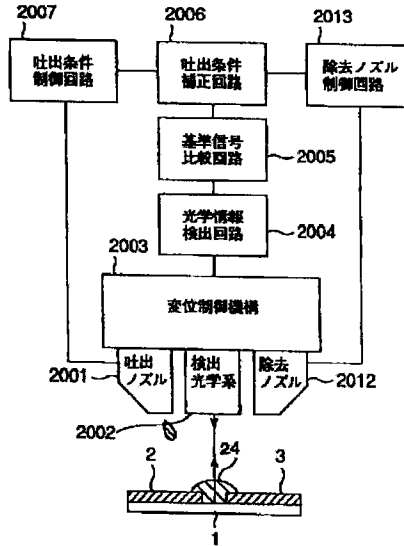 2007
2006
2013
吐出条件
制御回路
吐出条件
補正回路
除去ノズル
制御回路
基準信号
比較回路
2005
光学情報
検出回路
2004
2003
変位制御機構
吐出
ノズル
検出
光学系
除去
ノズル
2001
2012
2002
2
24
3
1